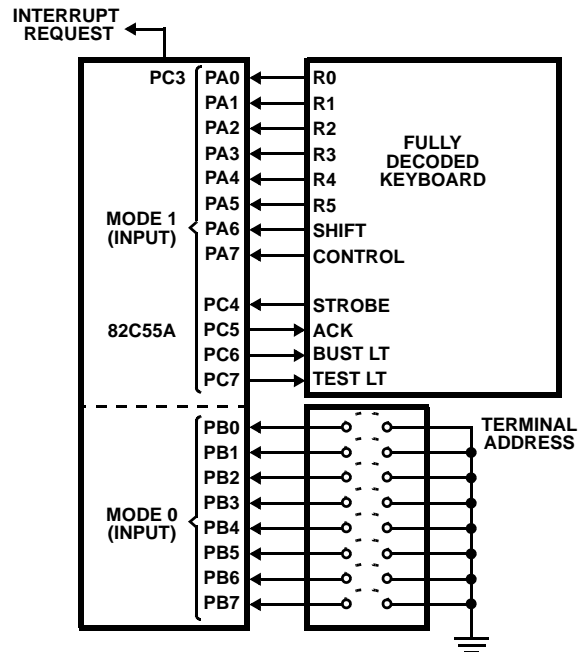 INTERRUPT
REQUEST
PC3 PA0 R0
PA1 R1
PA2 R2
PA3 R3
PA4 R4
PA5 R5
PA6 SHIFT
PA7 CONTROL
MODE 1
(INPUT)
FULLY
DECODED
KEYBOARD
PC4 STROBE
82C55A PC5 ACK
PC6 BUST LT
PC7 TEST LT
PB0
PB1
PB2
PB3
PB4
PB5
PB6
PB7
MODE 0
(INPUT)
TERMINAL
ADDRESS